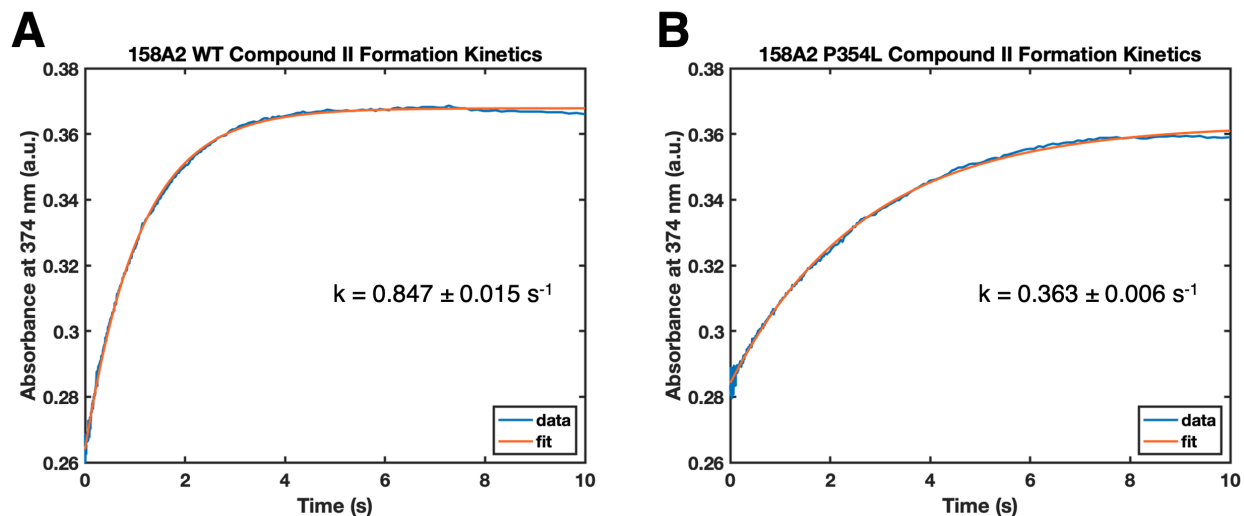 A
158A2 WT Compound II Formation Kinetics
Absorbance at 374 nm (a.u.)
0.38
0.36
0.34
0.32
0.3
0.28
0.26
k = 0.847 ± 0.015 s-1
data
fit
0 2 4 6 8 10
Time (s)
B
158A2 P354L Compound II Formation Kinetics
Absorbance at 374 nm (a.u.)
0.38
0.36
0.34
0.32
0.3
0.28
0.26
k = 0.363 ± 0.006 s-1
data
fit
0 2 4 6 8 10
Time (s)